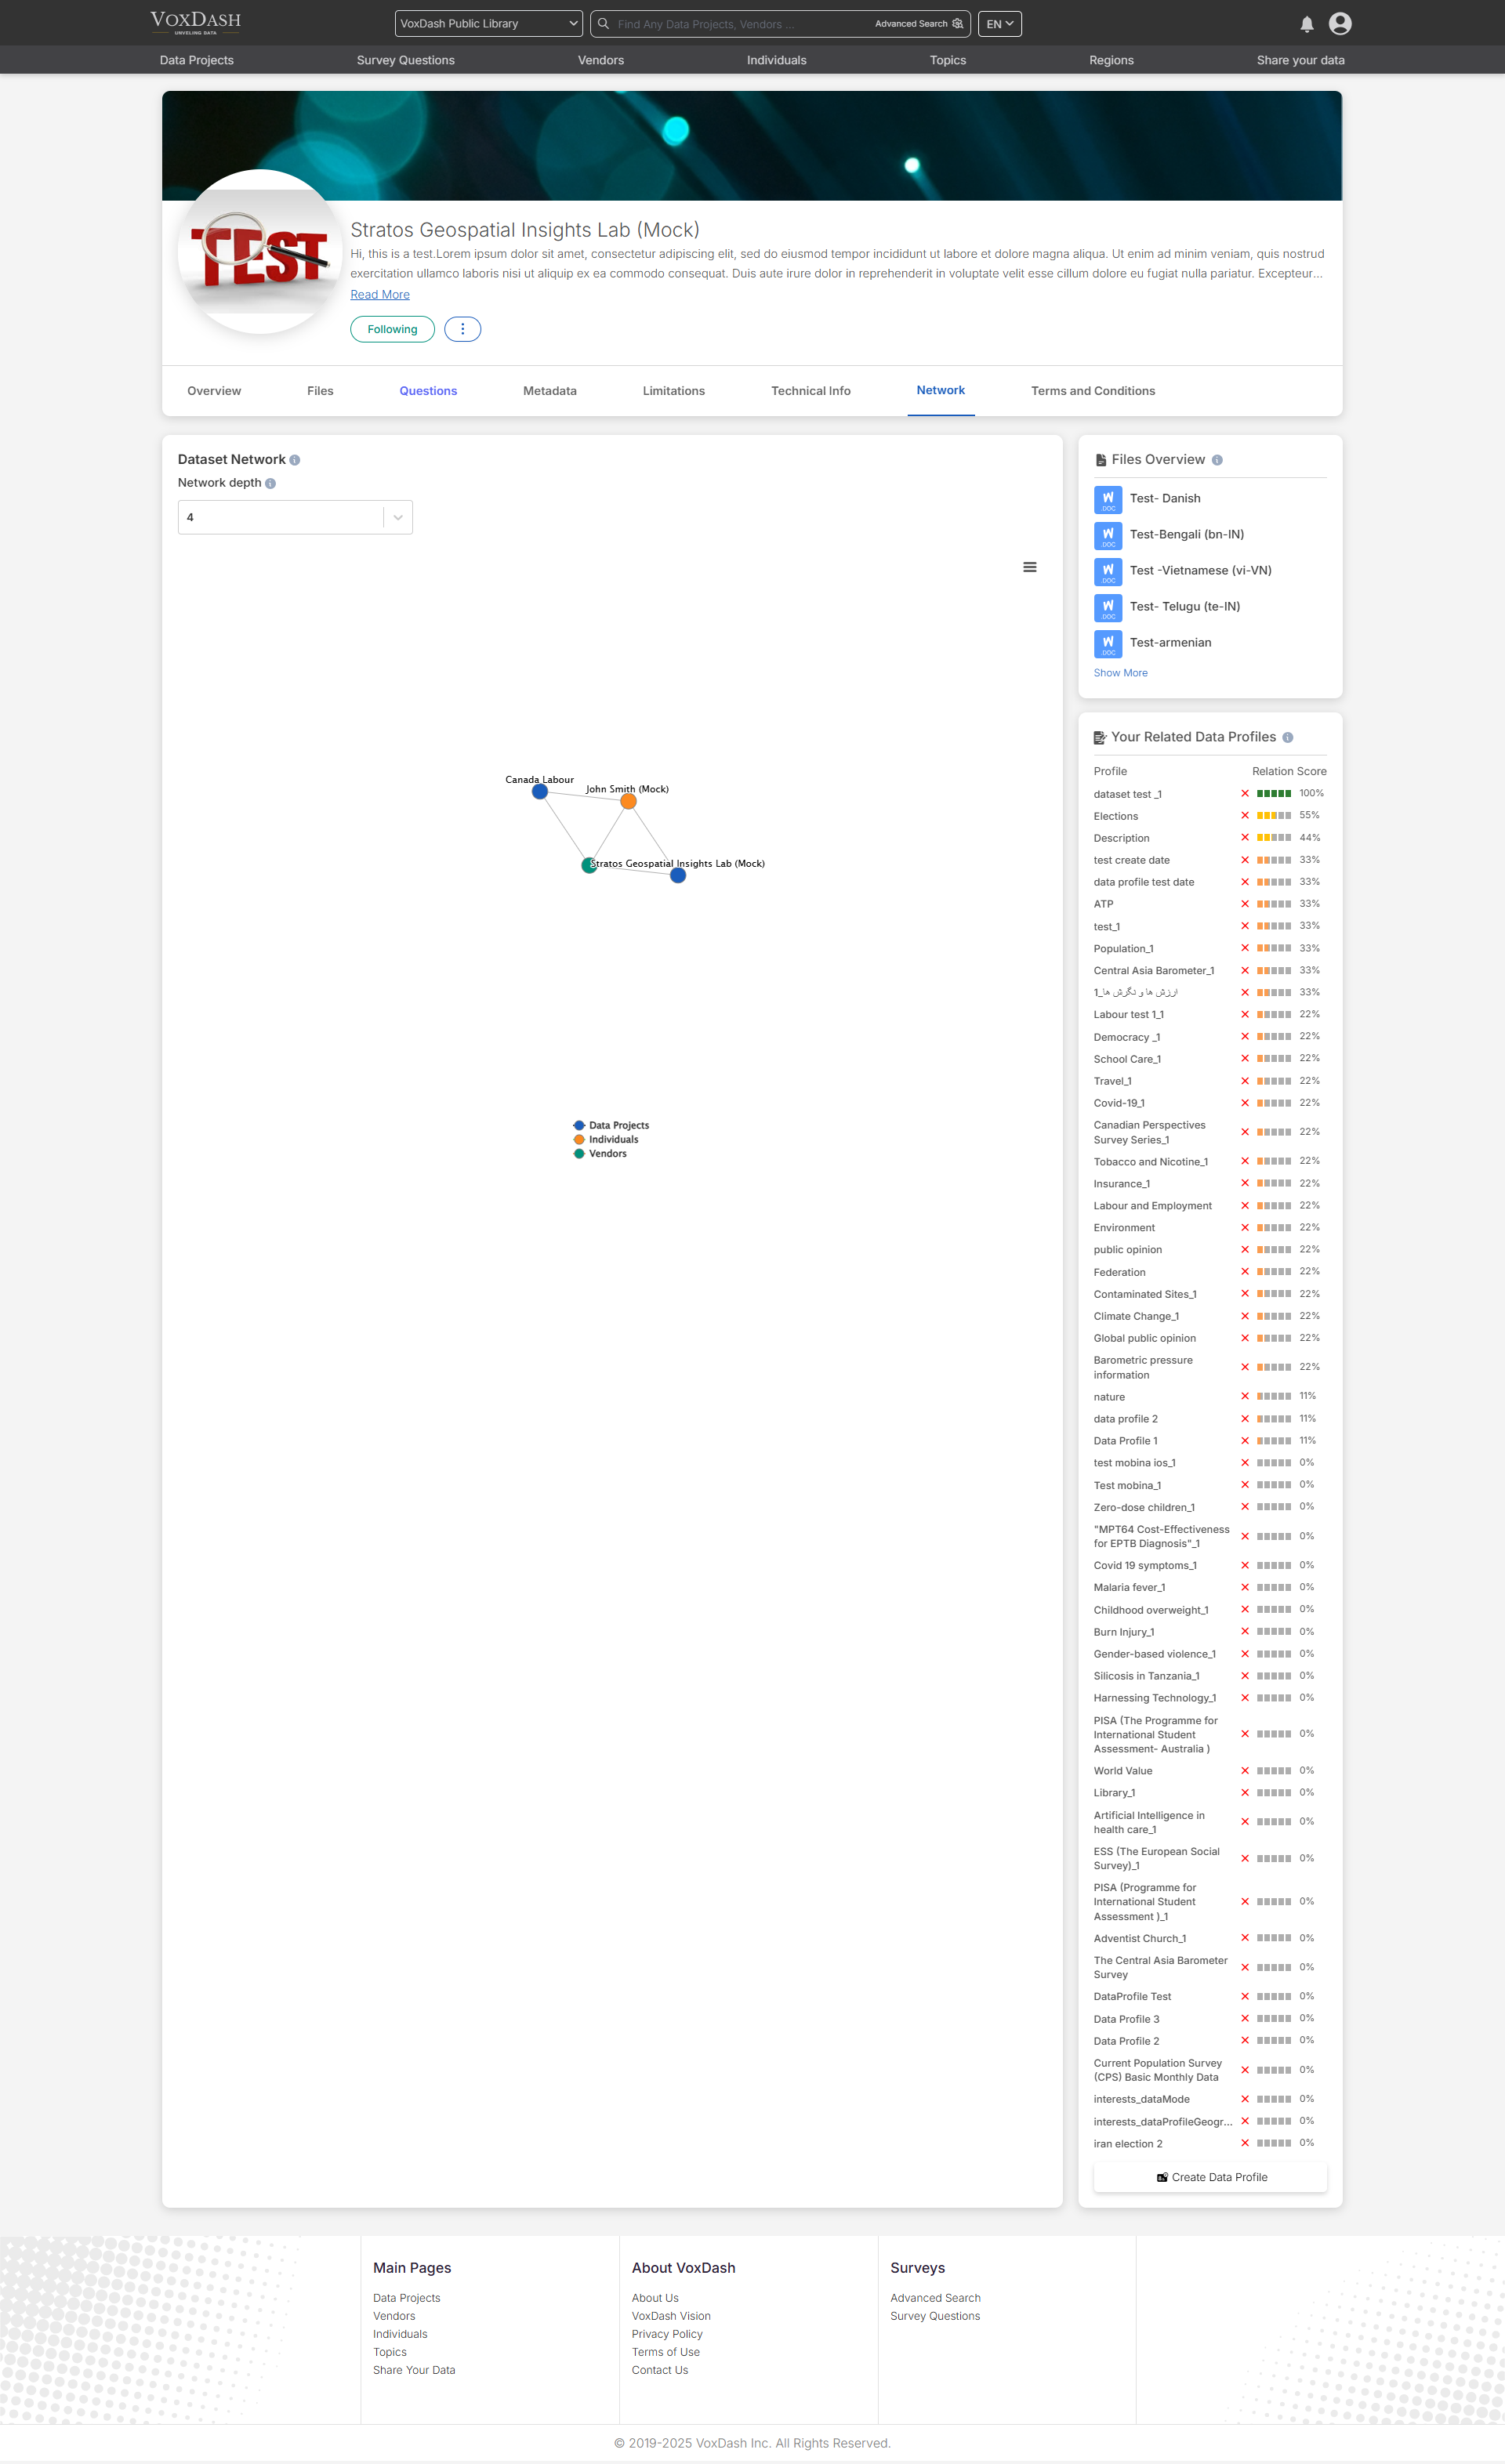 VOXDASH
UNVEILING DATA
VoxDash Public Library
Find Any Data Projects, Vendors ...
Advanced Search
EN
Data Projects
Survey Questions
Vendors
Individuals
Topics
Regions
Share your data
TEST
Stratos Geospatial Insights Lab (Mock)
Hi, this is a test.Lorem ipsum dolor sit amet, consectetur adipiscing elit, sed do eiusmod tempor incididunt ut labore et dolore magna aliqua. Ut enim ad minim veniam, quis nostrud
exercitation ullamco laboris nisi ut aliquip ex ea commodo consequat. Duis aute irure dolor in reprehenderit in voluptate velit esse cillum dolore eu fugiat nulla pariatur. Excepteur...
Read More
Following
Overview
Files
Questions
Metadata
Limitations
Technical Info
Network
Terms and Conditions
Dataset Network
Network depth
4
Canada Labour
John Smith (Mock)
Stratos Geospatial Insights Lab (Mock)
Data Projects
Individuals
Vendors
Files Overview
W .DOC Test- Danish
W .DOC Test-Bengali (bn-IN)
W .DOC Test -Vietnamese (vi-VN)
W .DOC Test- Telugu (te-IN)
W .DOC Test-armenian
Show More
Your Related Data Profiles
Profile Relation Score
dataset test _1 100%
Elections 55%
Description 44%
test create date 33%
data profile test date 33%
ATP 33%
test_1 33%
Population_1 33%
Central Asia Barometer_1 33%
ارزش ها و نگرش ها_1 33%
Labour test 1_1 22%
Democracy _1 22%
School Care_1 22%
Travel_1 22%
Covid-19_1 22%
Canadian Perspectives
Survey Series_1 22%
Tobacco and Nicotine_1 22%
Insurance_1 22%
Labour and Employment 22%
Environment 22%
public opinion 22%
Federation 22%
Contaminated Sites_1 22%
Climate Change_1 22%
Global public opinion 22%
Barometric pressure
information 22%
nature 11%
data profile 2 11%
Data Profile 1 11%
test mobina ios_1 0%
Test mobina_1 0%
Zero-dose children_1 0%
"MPT64 Cost-Effectiveness
for EPTB Diagnosis"_1 0%
Covid 19 symptoms_1 0%
Malaria fever_1 0%
Childhood overweight_1 0%
Burn Injury_1 0%
Gender-based violence_1 0%
Silicosis in Tanzania_1 0%
Harnessing Technology_1 0%
PISA (The Programme for
International Student 0%
Assessment- Australia )
World Value 0%
Library_1 0%
Artificial Intelligence in
health care_1 0%
ESS (The European Social
Survey)_1 0%
PISA (Programme for
International Student 0%
Assessment )_1
Adventist Church_1 0%
The Central Asia Barometer
Survey 0%
DataProfile Test 0%
Data Profile 3 0%
Data Profile 2 0%
Current Population Survey
(CPS) Basic Monthly Data 0%
interests_dataMode 0%
interests_dataProfileGeogr... 0%
iran election 2 0%
Create Data Profile
Main Pages
Data Projects
Vendors
Individuals
Topics
Share Your Data
About VoxDash
About Us
VoxDash Vision
Privacy Policy
Terms of Use
Contact Us
Surveys
Advanced Search
Survey Questions
© 2019-2025 VoxDash Inc. All Rights Reserved.